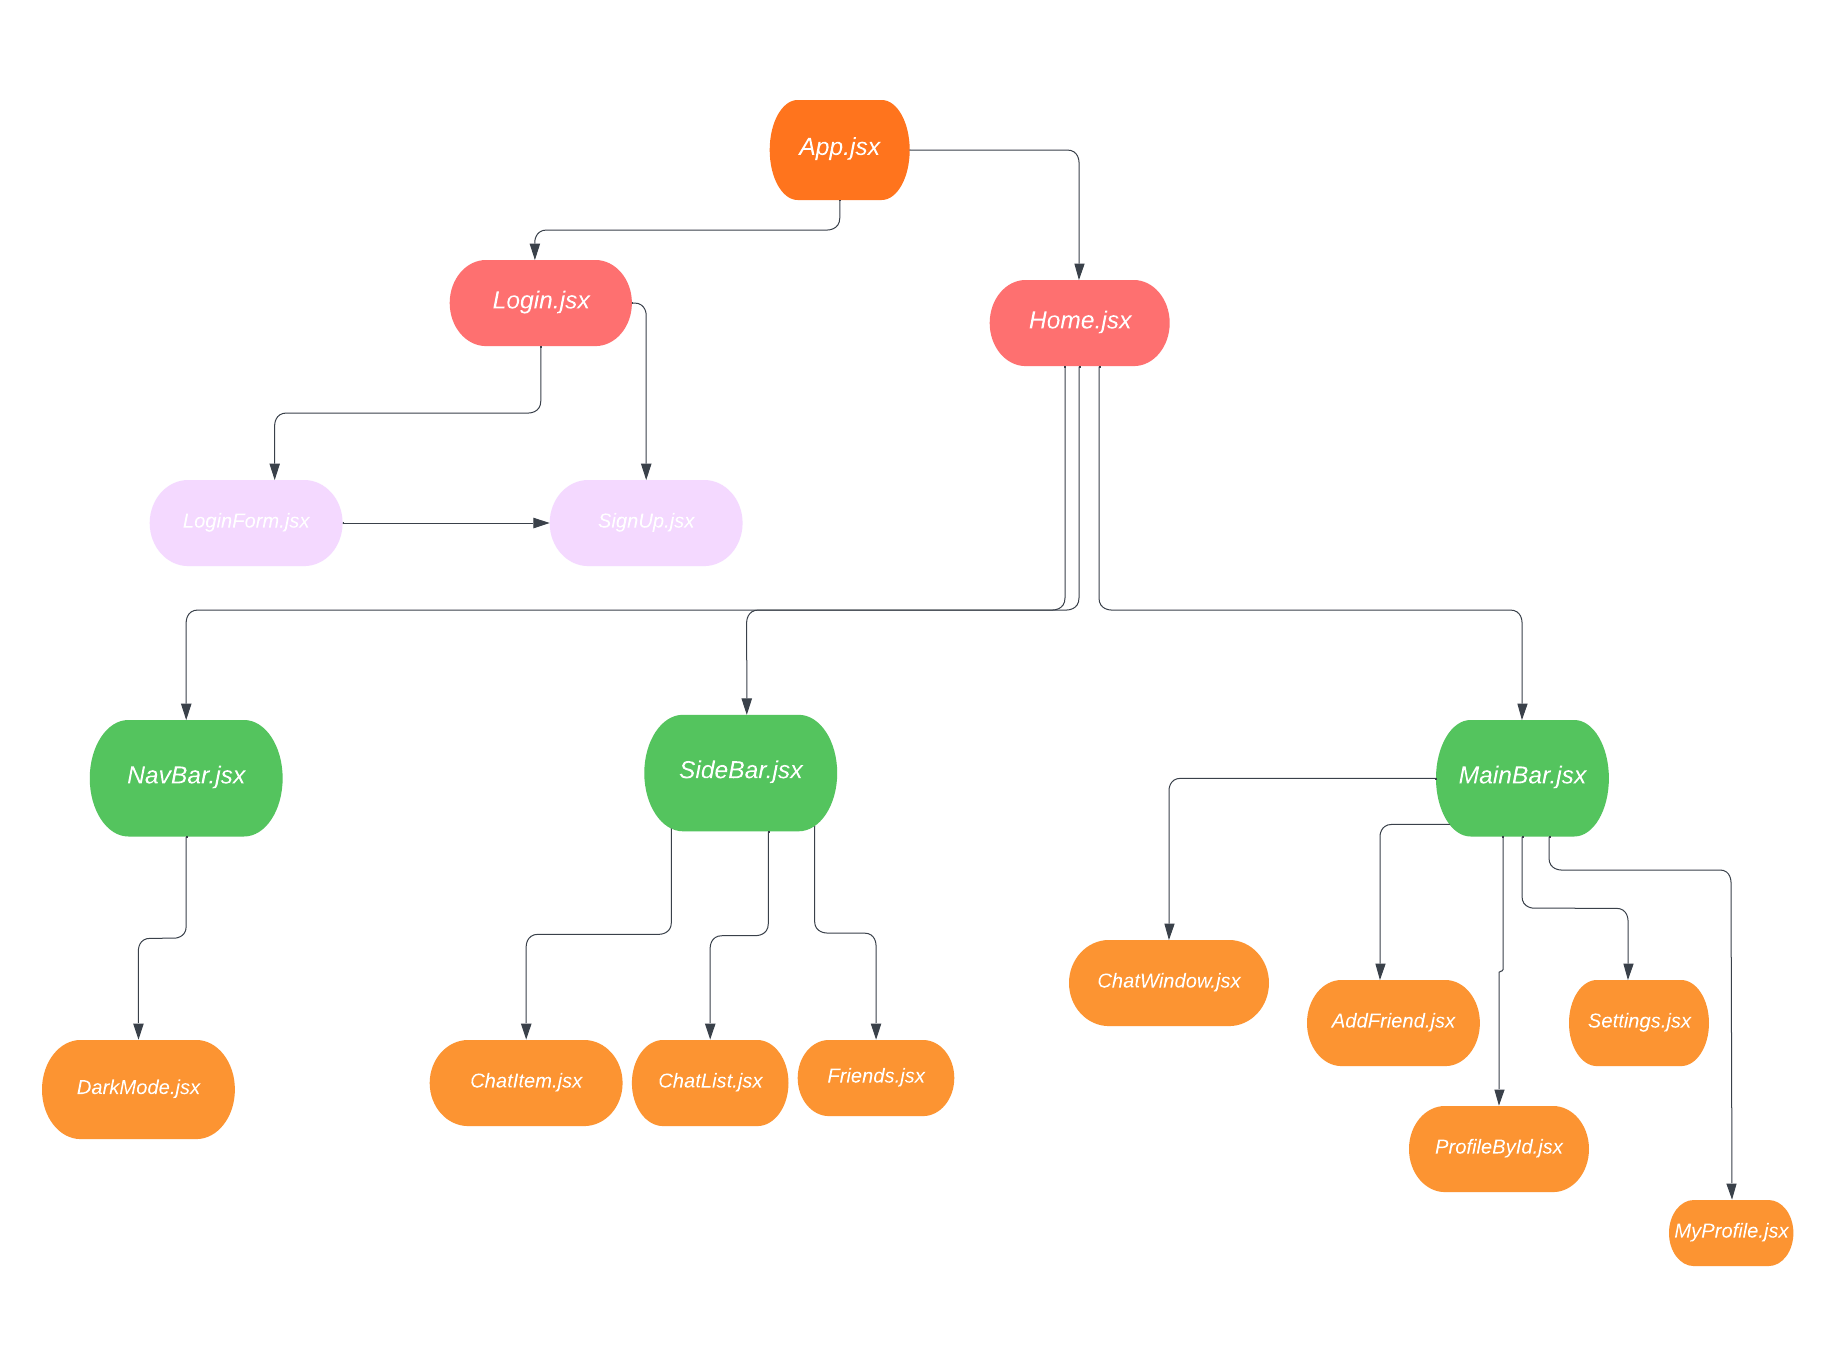 App.jsx
Login.jsx
Home.jsx
LoginForm.jsx
SignUp.jsx
NavBar.jsx
SideBar.jsx
MainBar.jsx
ChatWindow.jsx
AddFriend.jsx
Settings.jsx
DarkMode.jsx
ChatItem.jsx
ChatList.jsx
Friends.jsx
ProfileById.jsx
MyProfile.jsx